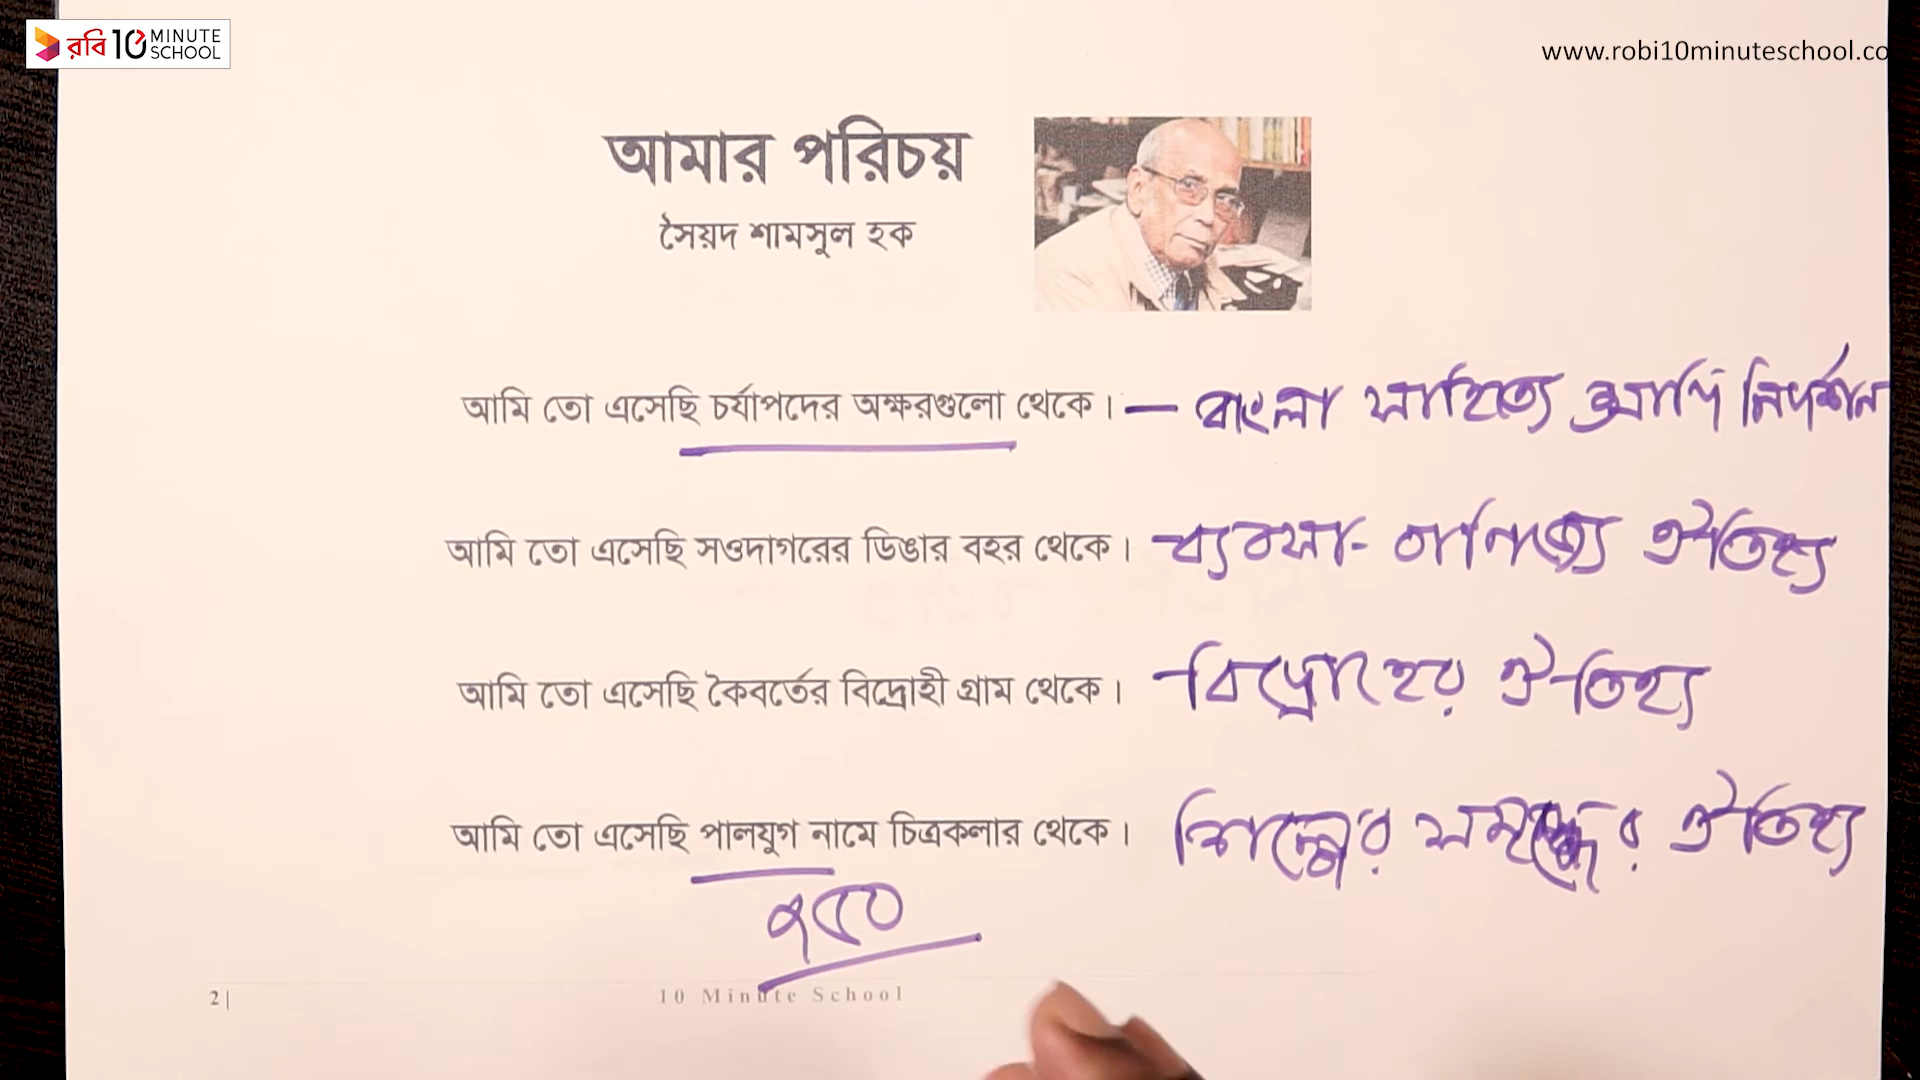 রবি 10 MINUTE SCHOOL
www.robi10minuteschool.co
আমার পরিচয়
সৈয়দ শামসুল হক
আমি তো এসেছি চর্যাপদের অক্ষরগুলো থেকে। — বাংলা সাহিত্যে আদি নিদর্শন
আমি তো এসেছি সওদাগরের ডিঙার বহর থেকে। - ব্যবসা- বাণিজ্যে ঐতিহ্য
আমি তো এসেছি কৈবর্তের বিদ্রোহী গ্রাম থেকে। - বিদ্রোহের ঐতিহ্য
আমি তো এসেছি পালযুগ নামে চিত্রকলার থেকে। শিল্পের ঐতিহ্য
৭৫০
2| 10 Minute School